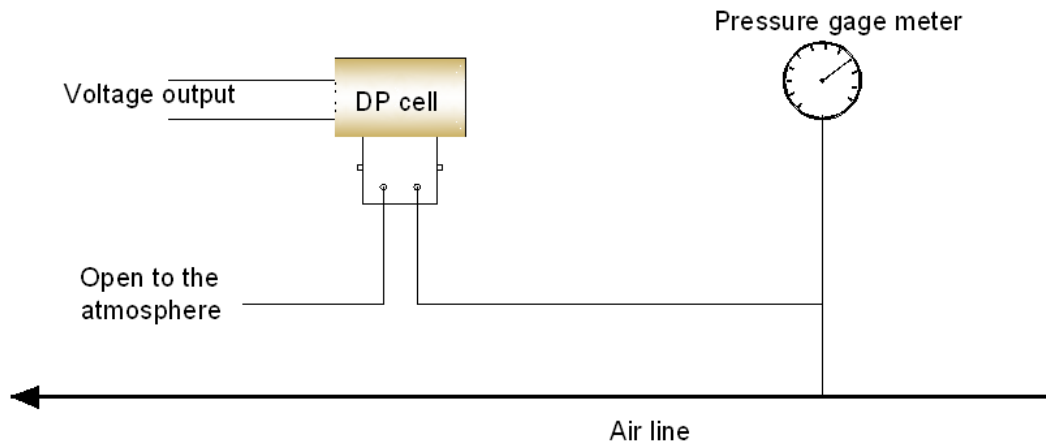 Pressure gage meter
Voltage output
DP cell
Open to the
atmosphere
Air line